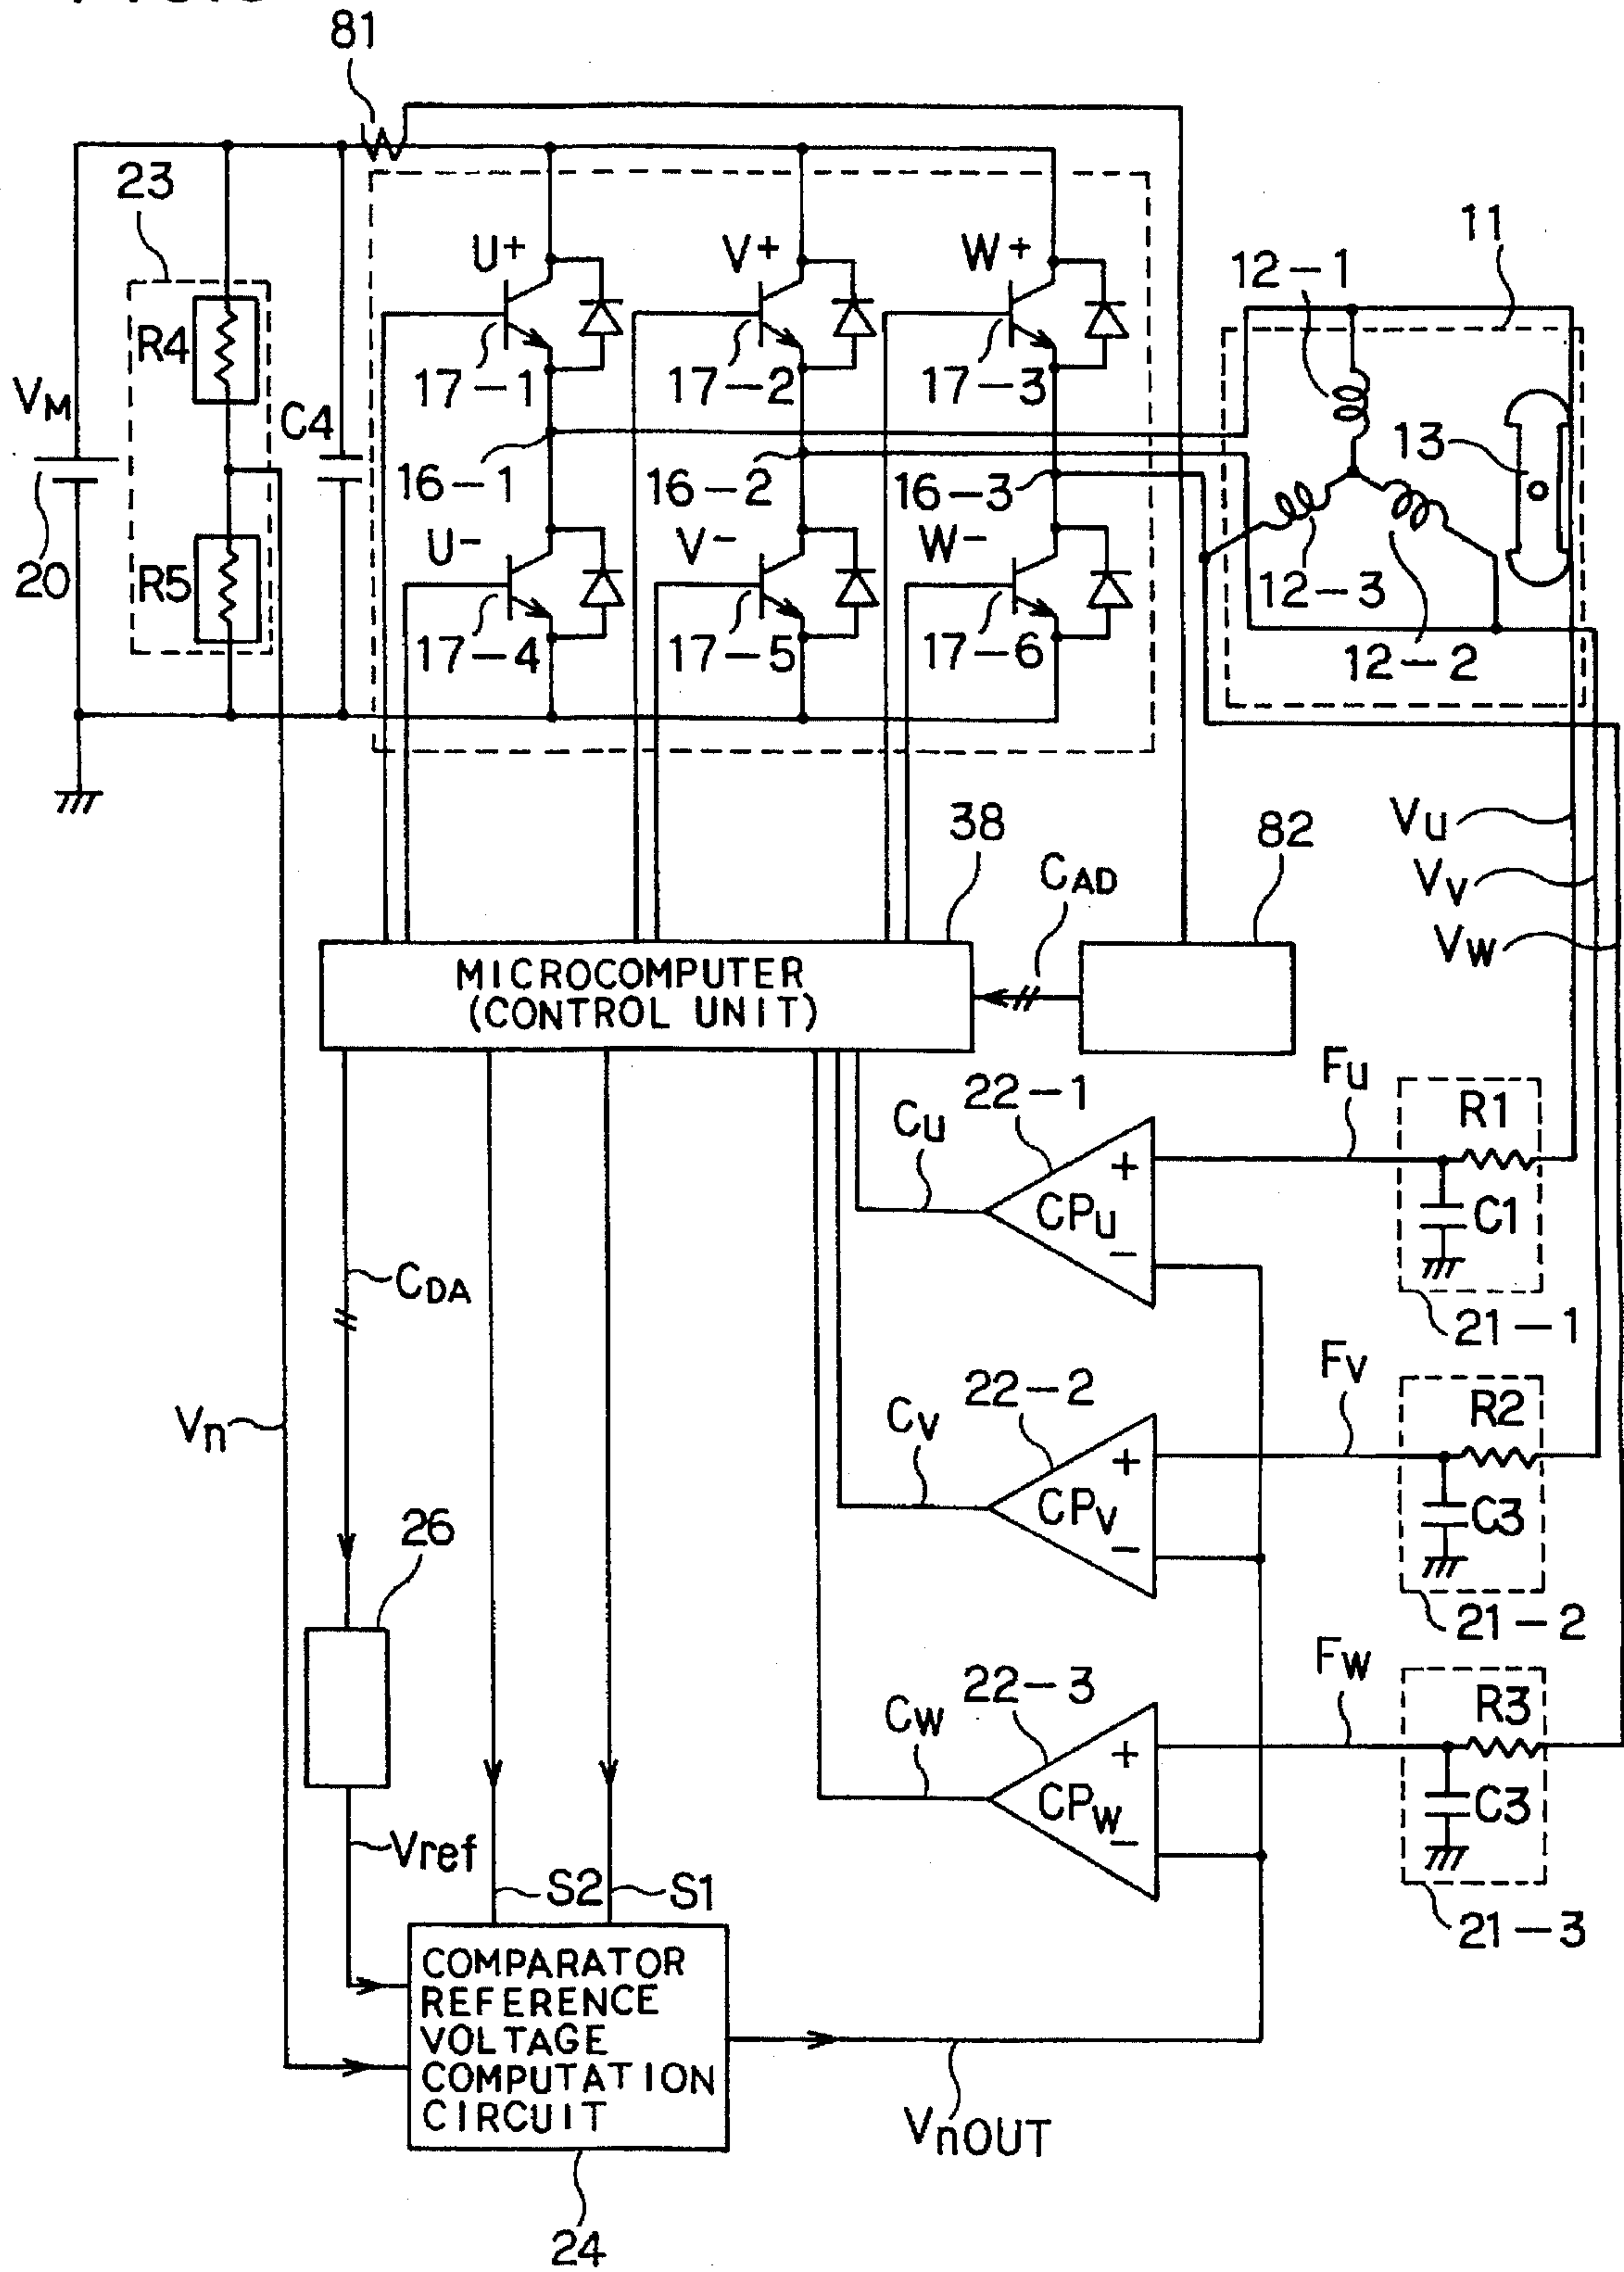 81
23
U+
V+
W+
11
12-1
R4
17-1
17-2
17-3
VM
C4
13
16-1
16-2
16-3
20
R5
U-
V-
W-
12-3
17-4
17-5
17-6
12-2
38
82
CAD
Vu
Vv
Vw
MICROCOMPUTER
(CONTROL UNIT)
22-1
Cu
Fu
R1
+
CPu
-
C1
CDA
21-1
22-2
Cv
Fv
R2
Vn
+
CPv
-
C3
26
21-2
22-3
Cw
Fw
R3
+
CPw
-
C3
Vref
S2
S1
21-3
COMPARATOR
REFERENCE
VOLTAGE
COMPUTATION
CIRCUIT
VnOUT
24